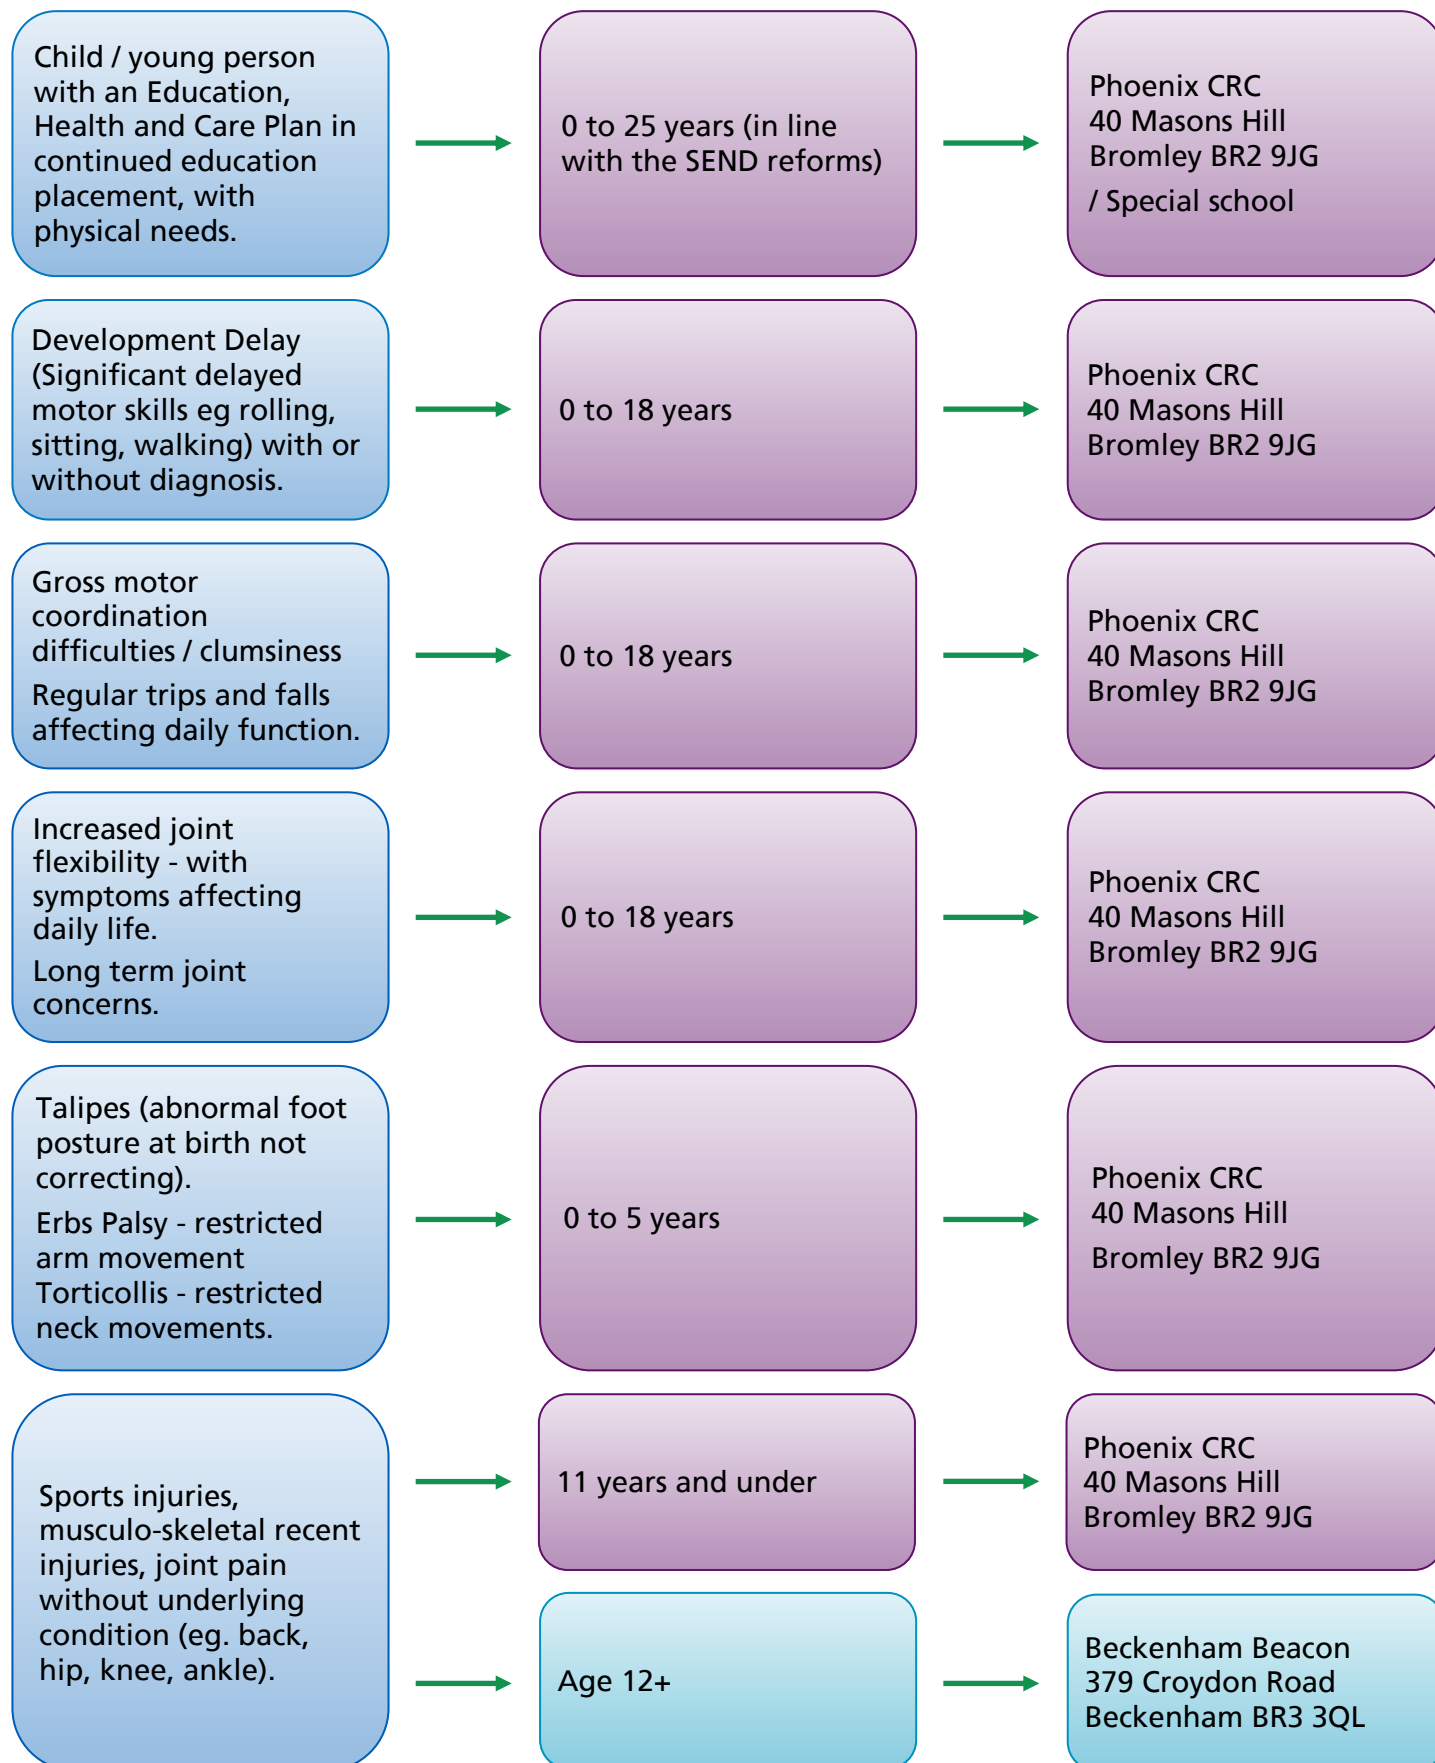 Child / young person
with an Education,
Health and Care Plan in
continued education
placement, with
physical needs.
0 to 25 years (in line
with the SEND reforms)
Phoenix CRC
40 Masons Hill
Bromley BR2 9JG
/ Special school
Development Delay
(Significant delayed
motor skills eg rolling,
sitting, walking) with or
without diagnosis.
0 to 18 years
Phoenix CRC
40 Masons Hill
Bromley BR2 9JG
Gross motor
coordination
difficulties / clumsiness
Regular trips and falls
affecting daily function.
0 to 18 years
Phoenix CRC
40 Masons Hill
Bromley BR2 9JG
Increased joint
flexibility - with
symptoms affecting
daily life.
Long term joint
concerns.
0 to 18 years
Phoenix CRC
40 Masons Hill
Bromley BR2 9JG
Talipes (abnormal foot
posture at birth not
correcting).
Erbs Palsy - restricted
arm movement
Torticollis - restricted
neck movements.
0 to 5 years
Phoenix CRC
40 Masons Hill
Bromley BR2 9JG
Sports injuries,
musculo-skeletal recent
injuries, joint pain
without underlying
condition (eg. back,
hip, knee, ankle).
11 years and under
Phoenix CRC
40 Masons Hill
Bromley BR2 9JG
Age 12+
Beckenham Beacon
379 Croydon Road
Beckenham BR3 3QL